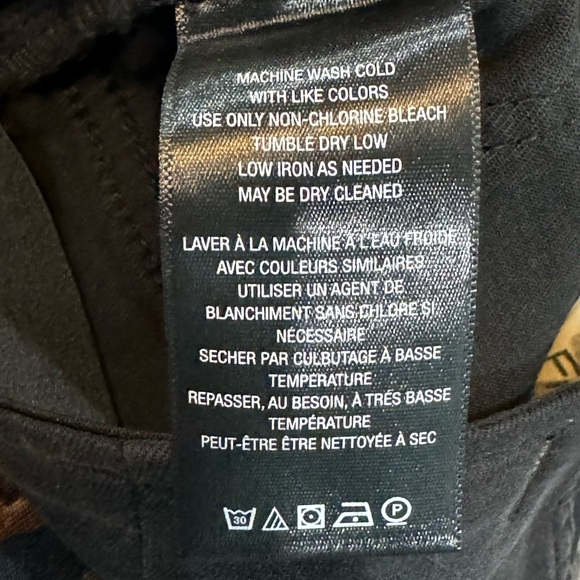 MACHINE WASH COLD
WITH LIKE COLORS
USE ONLY NON-CHLORINE BLEACH
TUMBLE DRY LOW
LOW IRON AS NEEDED
MAY BE DRY CLEANED
LAVER À LA MACHINE À L'EAU FROIDE
AVEC COULEURS SIMILAIRES
UTILISER UN AGENT DE
BLANCHIMENT SANS CHLORE SI
NÉCESSAIRE
SECHER PAR CULBUTAGE À BASSE
TEMPERATURE
REPASSER, AU BESOIN, À TRÉS BASSE
TEMPÉRATURE
PEUT-ÊTRE ÊTRE NETTOYÉE À SEC
30 P